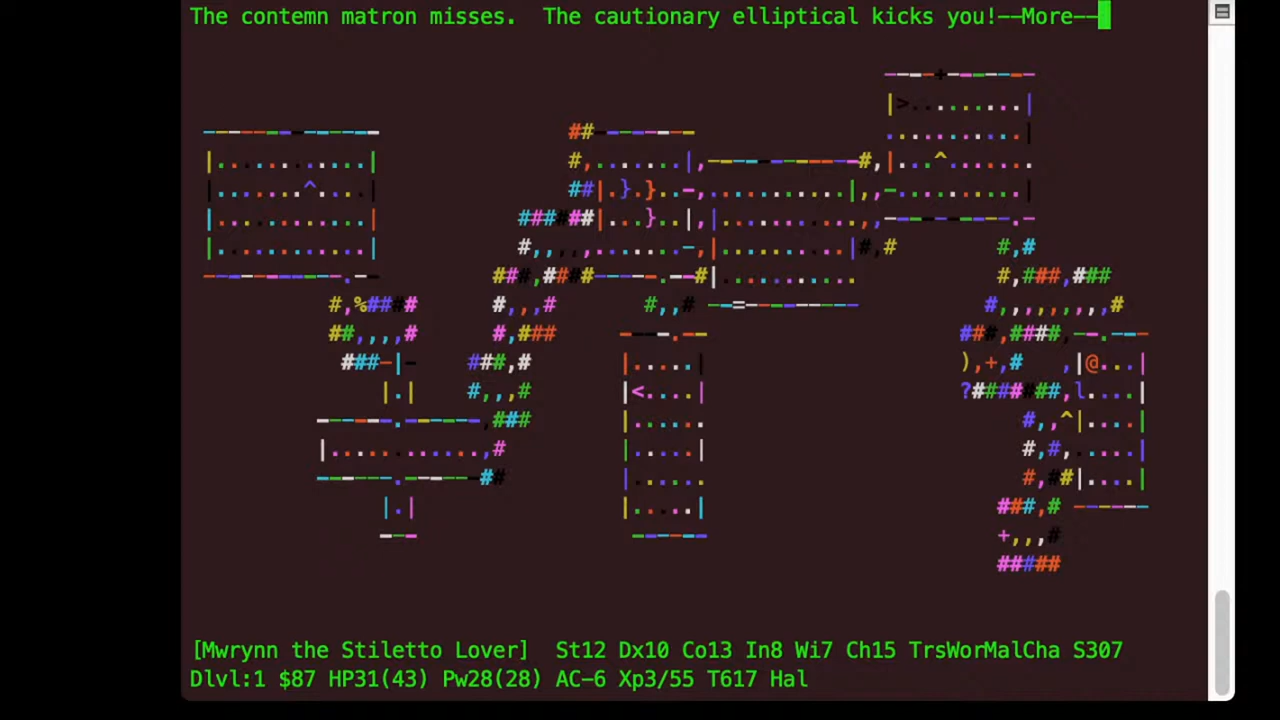 The contemn matron misses.  The cautionary elliptical kicks you!--More--
[Mwrynn the Stiletto Lover]  St12 Dx10 Co13 In8 Wi7 Ch15 TrsWorMalCha S307
Dlvl:1 $87 HP31(43) Pw28(28) AC-6 Xp3/55 T617 Hal